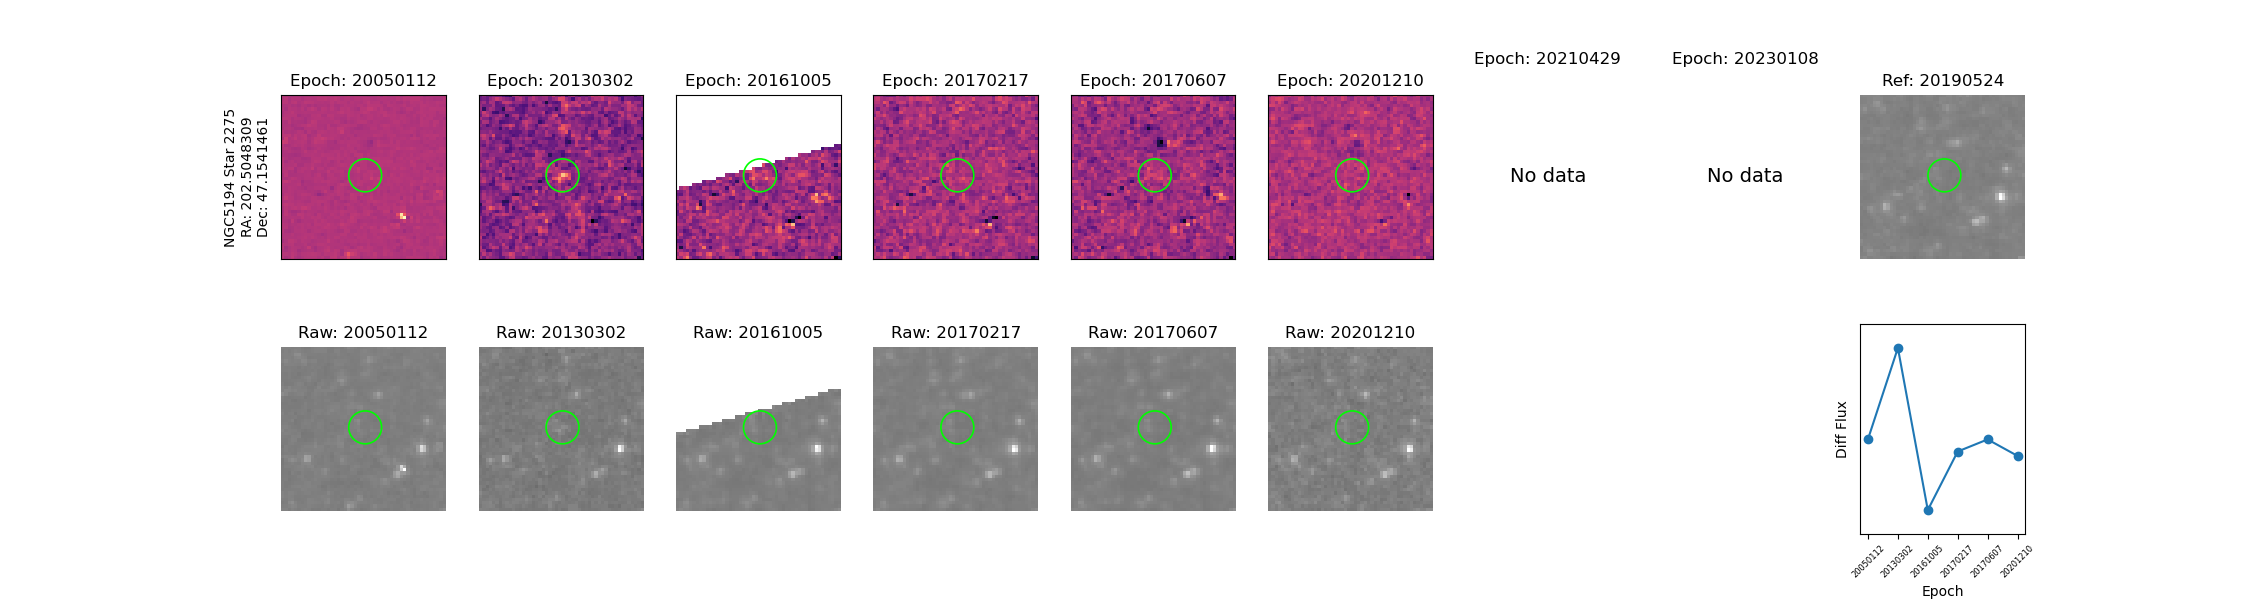 Epoch: 20050112
Epoch: 20130302
Epoch: 20161005
Epoch: 20170217
Epoch: 20170607
Epoch: 20201210
Epoch: 20210429
Epoch: 20230108
Ref: 20190524
NGC5194 Star 2275
RA: 202.5048309
Dec: 47.1541461
No data
No data
Raw: 20050112
Raw: 20130302
Raw: 20161005
Raw: 20170217
Raw: 20170607
Raw: 20201210
Diff Flux
20050112
20130302
20161005
20170217
20170607
20201210
Epoch